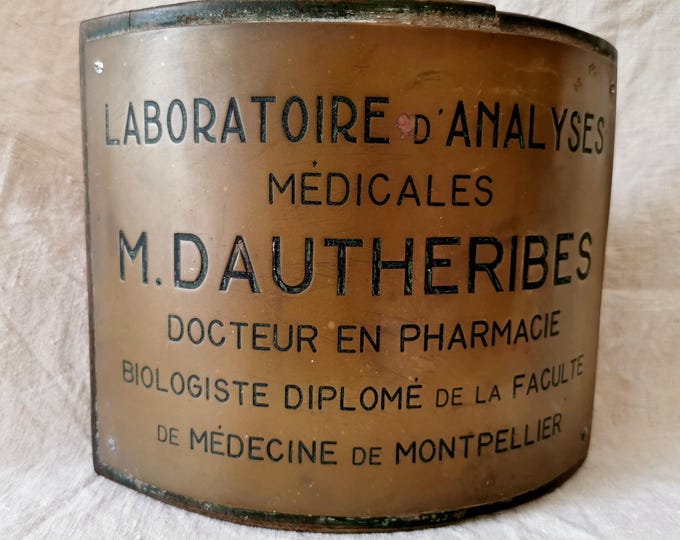 LABORATOIRE D'ANALYSES
MÉDICALES
M. DAUTHERIBES
DOCTEUR EN PHARMACIE
BIOLOGISTE DIPLOMÉ DE LA FACULTE
DE MÉDECINE DE MONTPELLIER